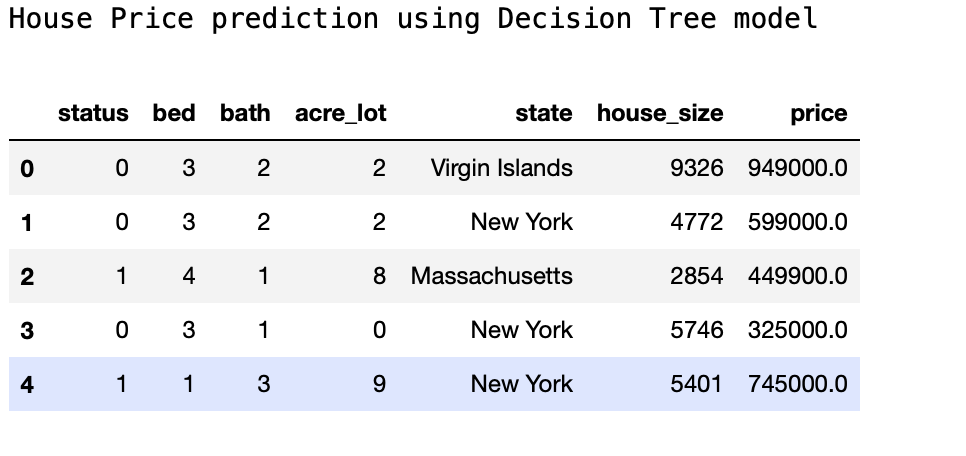 House Price prediction using Decision Tree model
status bed bath acre_lot state house_size price
0 0 3 2 2 Virgin Islands 9326 949000.0
1 0 3 2 2 New York 4772 599000.0
2 1 4 1 8 Massachusetts 2854 449900.0
3 0 3 1 0 New York 5746 325000.0
4 1 1 3 9 New York 5401 745000.0